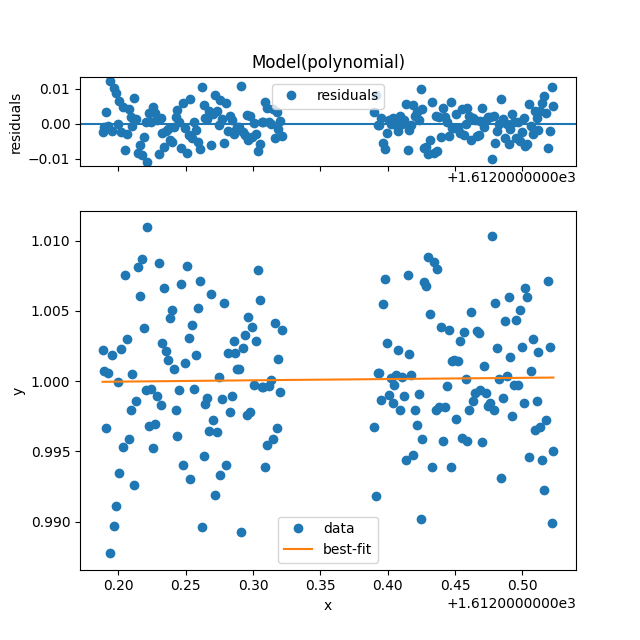 Model(polynomial)
residuals
0.01
0.00
−0.01
residuals
+1.6120000000e3
y
1.010
1.005
1.000
0.995
0.990
data
best-fit
0.20 0.25 0.30 0.35 0.40 0.45 0.50
x
+1.6120000000e3